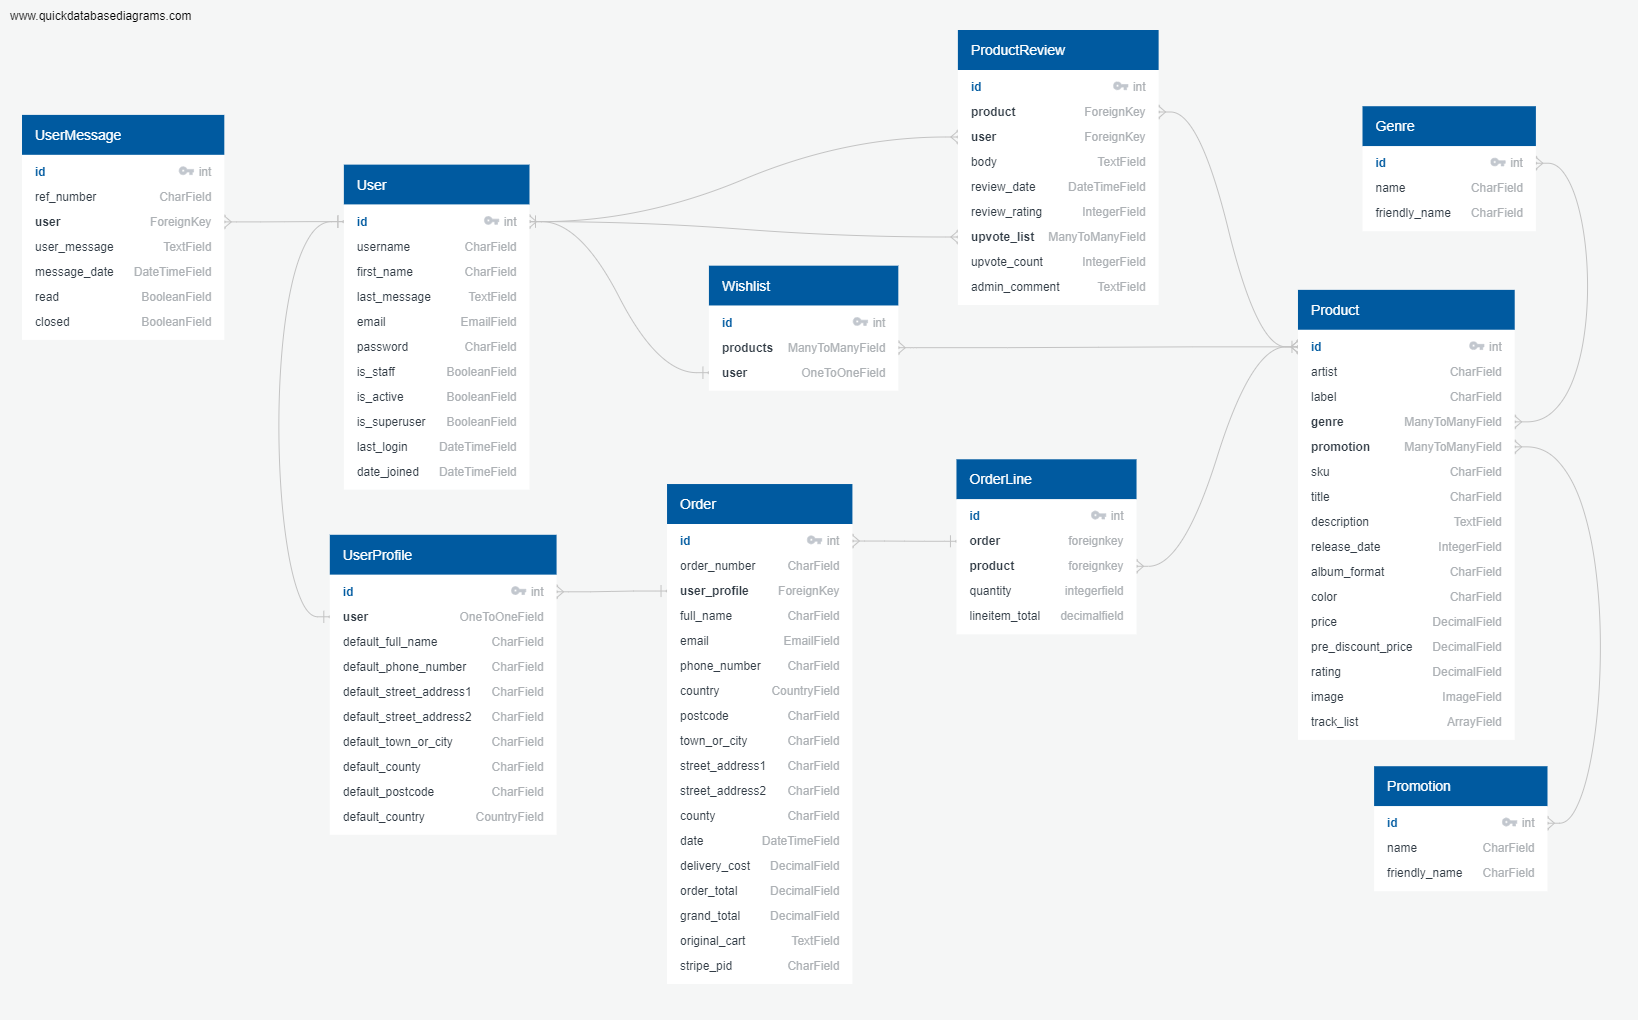 www.quickdatabasediagrams.com
UserMessage
id int
ref_number CharField
user ForeignKey
user_message TextField
message_date DateTimeField
read BooleanField
closed BooleanField
User
id int
username CharField
first_name CharField
last_message TextField
email EmailField
password CharField
is_staff BooleanField
is_active BooleanField
is_superuser BooleanField
last_login DateTimeField
date_joined DateTimeField
UserProfile
id int
user OneToOneField
default_full_name CharField
default_phone_number CharField
default_street_address1 CharField
default_street_address2 CharField
default_town_or_city CharField
default_county CharField
default_postcode CharField
default_country CountryField
Order
id int
order_number CharField
user_profile ForeignKey
full_name CharField
email EmailField
phone_number CharField
country CountryField
postcode CharField
town_or_city CharField
street_address1 CharField
street_address2 CharField
county CharField
date DateTimeField
delivery_cost DecimalField
order_total DecimalField
grand_total DecimalField
original_cart TextField
stripe_pid CharField
Wishlist
id int
products ManyToManyField
user OneToOneField
ProductReview
id int
product ForeignKey
user ForeignKey
body TextField
review_date DateTimeField
review_rating IntegerField
upvote_list ManyToManyField
upvote_count IntegerField
admin_comment TextField
OrderLine
id int
order foreignkey
product foreignkey
quantity integerfield
lineitem_total decimalfield
Genre
id int
name CharField
friendly_name CharField
Product
id int
artist CharField
label CharField
genre ManyToManyField
promotion ManyToManyField
sku CharField
title CharField
description TextField
release_date IntegerField
album_format CharField
color CharField
price DecimalField
pre_discount_price DecimalField
rating DecimalField
image ImageField
track_list ArrayField
Promotion
id int
name CharField
friendly_name CharField